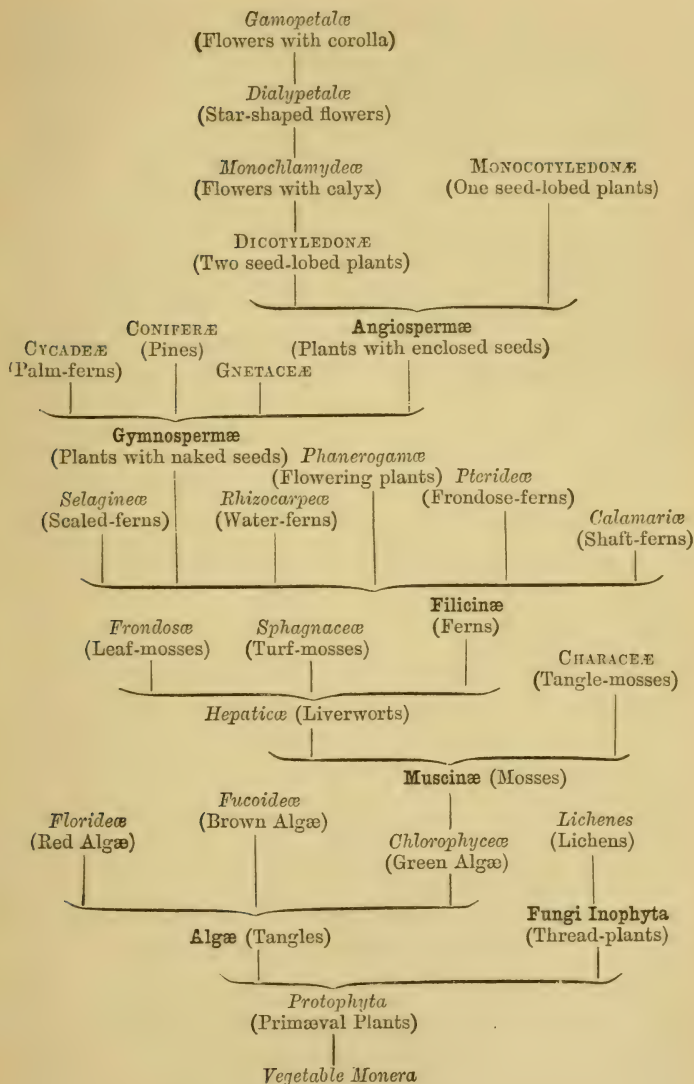 Gamopetalæ
(Flowers with corolla)
Dialypetalæ
(Star-shaped flowers)
Monochlamydeæ
(Flowers with calyx)
MONOCOTYLEDONÆ
(One seed-lobed plants)
DICOTYLEDONÆ
(Two seed-lobed plants)
CYCADEÆ
(Palm-ferns)
CONIFERÆ
(Pines)
GNETACEÆ
Angiospermæ
(Plants with enclosed seeds)
Gymnospermæ
(Plants with naked seeds)
Phanerogamæ
(Flowering plants)
Selagineæ
(Scaled-ferns)
Rhizocarpeæ
(Water-ferns)
Pterideæ
(Frondose-ferns)
Calamariæ
(Shaft-ferns)
Frondosæ
(Leaf-mosses)
Sphagnaceæ
(Turf-mosses)
Filicinæ
(Ferns)
CHARACEÆ
(Tangle-mosses)
Hepaticæ (Liverworts)
Muscinæ (Mosses)
Florideæ
(Red Algæ)
Fucoideæ
(Brown Algæ)
Chlorophyceæ
(Green Algæ)
Lichenes
(Lichens)
Algæ (Tangles)
Fungi Inophyta
(Thread-plants)
Protophyta
(Primæval Plants)
Vegetable Monera